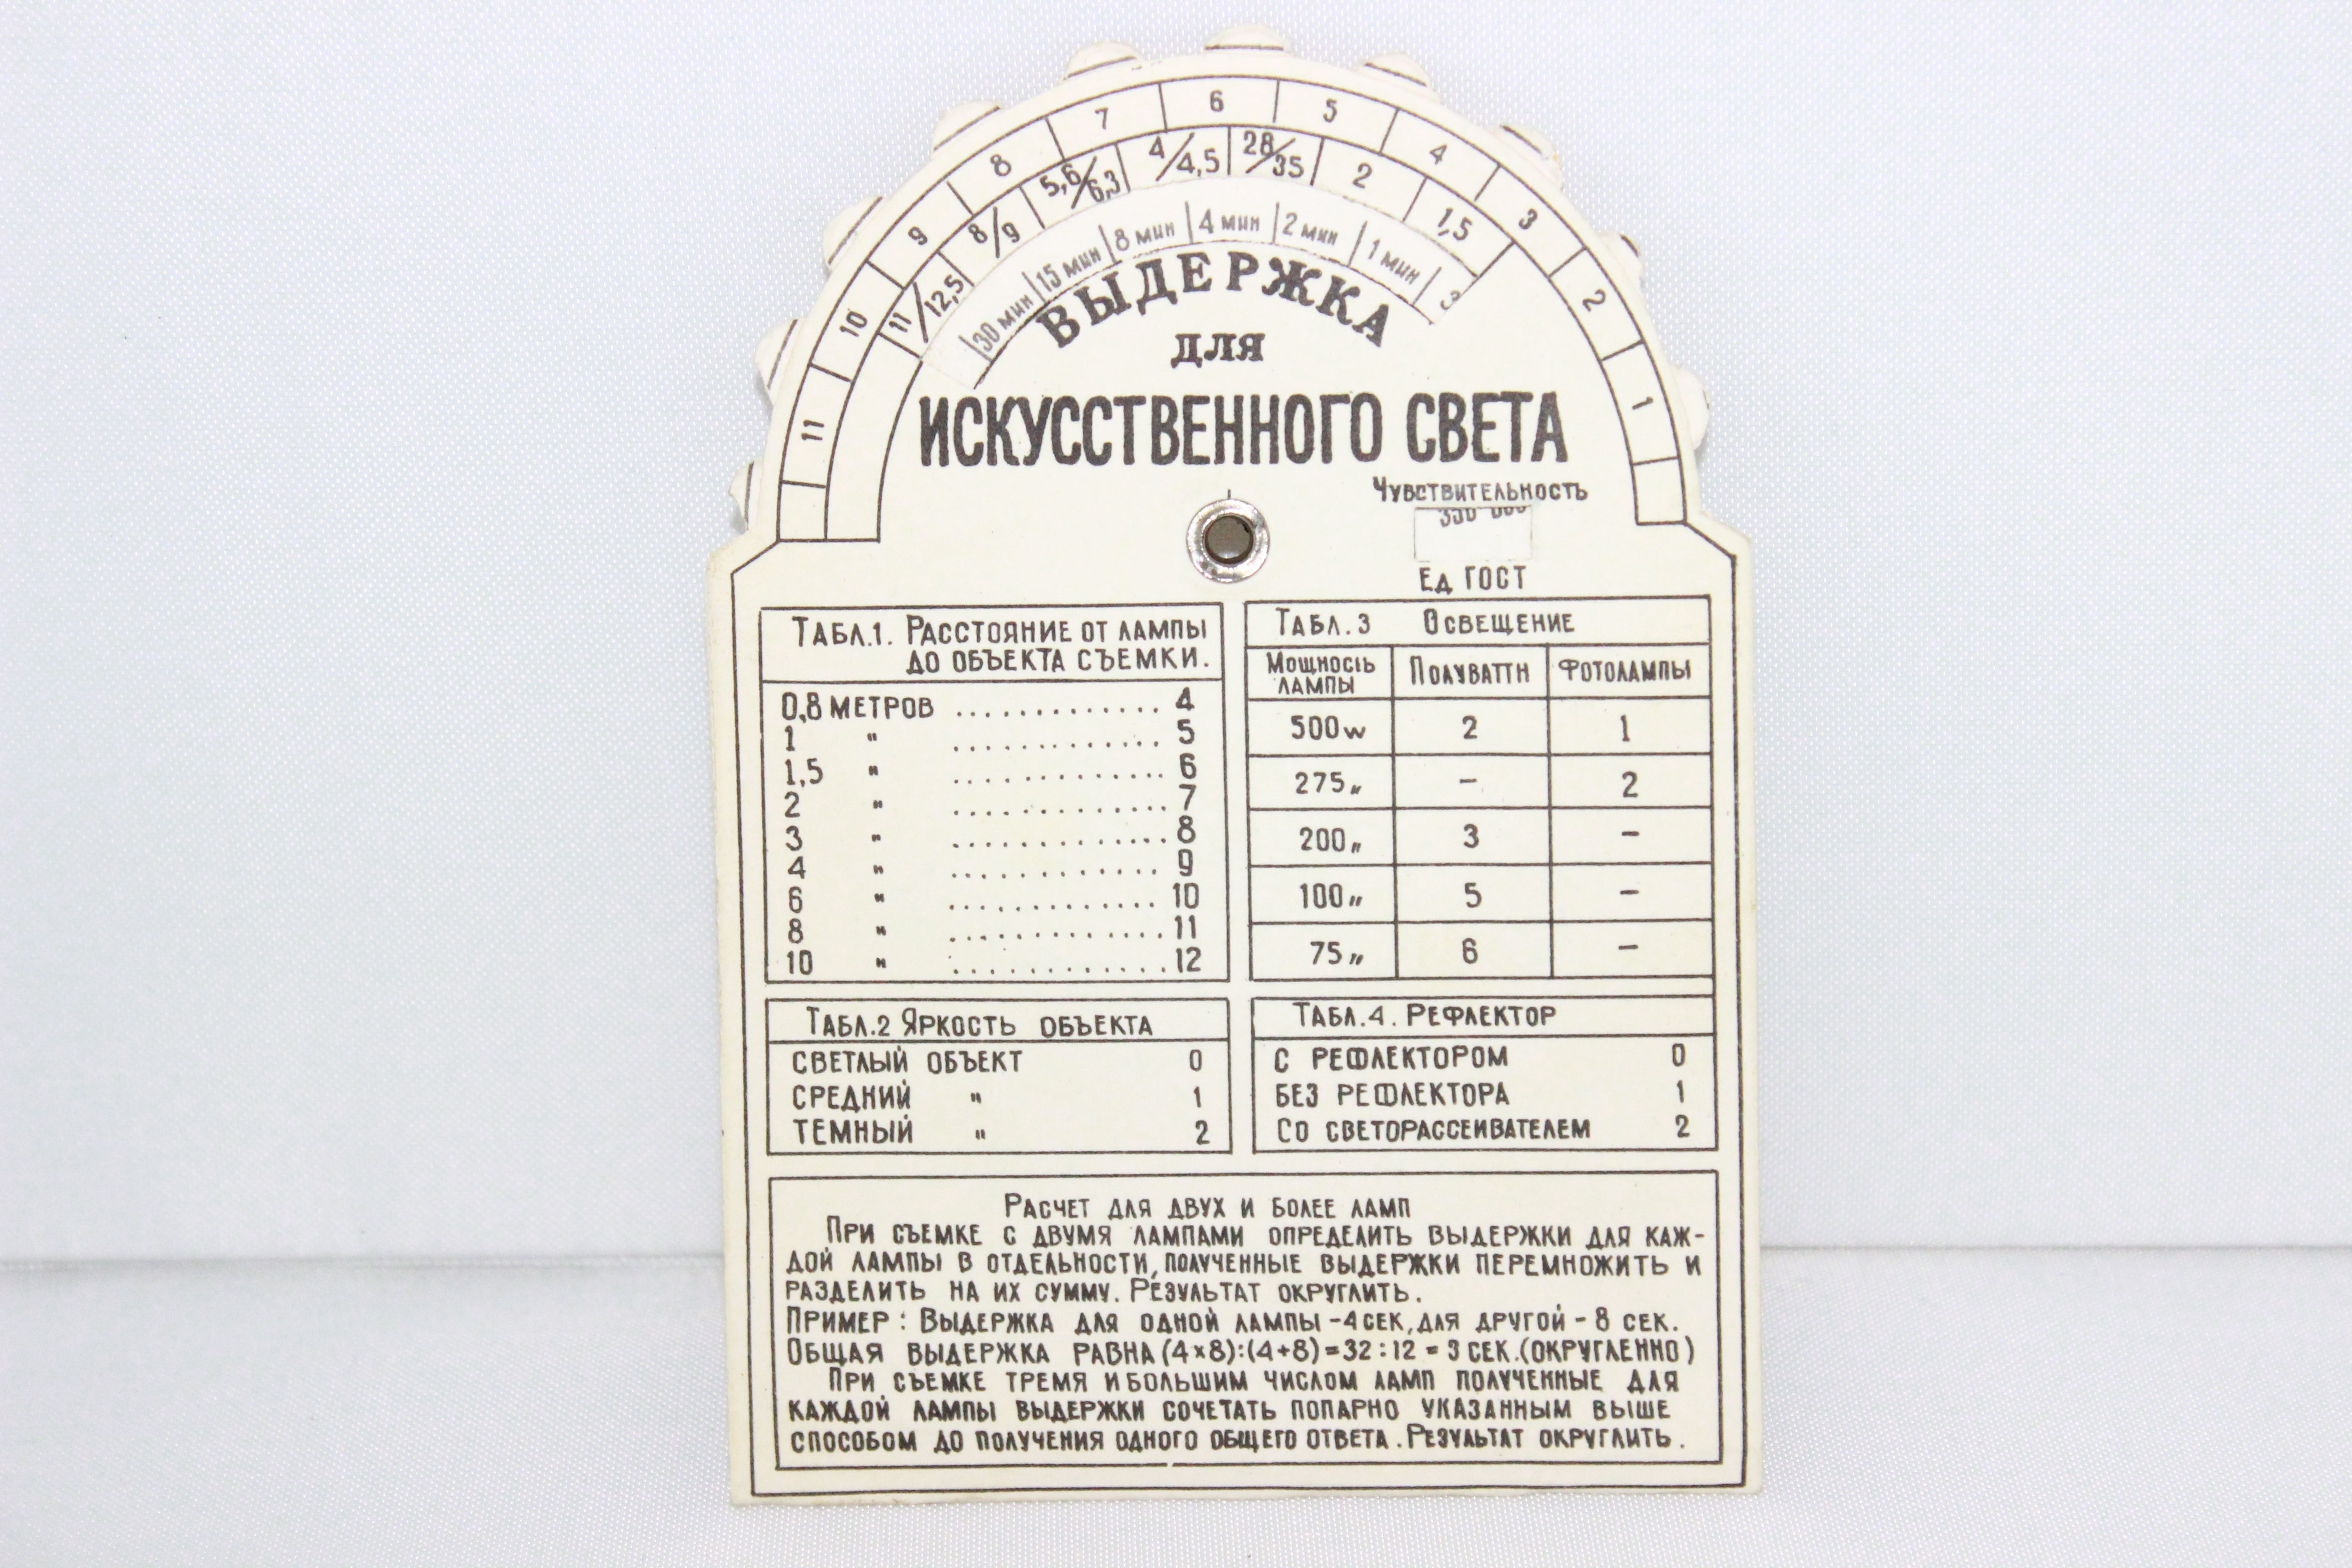 11 10 9 8 7 6 5 4 3 2 1
11/12,5 8/9 5,6/6,3 4/4,5 28/35 2 1,5
30 мин 15 мин 8 мин 4 мин 2 мин 1 мин
ВЫДЕРЖКА
для
ИСКУССТВЕННОГО СВЕТА
ЧУВСТВИТЕЛЬНОСТЬ
ЕД ГОСТ
ТАБЛ.1. РАССТОЯНИЕ ОТ ЛАМПЫ
ДО ОБЪЕКТА СЪЕМКИ.
0,8 МЕТРОВ ............. 4
1 " ............. 5
1,5 " ............. 6
2 " ............. 7
3 " ............. 8
4 " ............. 9
6 " ............. 10
8 " ............. 11
10 " ............. 12
ТАБЛ.3 ОСВЕЩЕНИЕ
МОЩНОСТЬ ЛАМПЫ ПОЛУВАТТН ФОТОЛАМПЫ
500w 2 1
275" - 2
200" 3 -
100" 5 -
75" 6 -
ТАБЛ.2 ЯРКОСТЬ ОБЪЕКТА
СВЕТЛЫЙ ОБЪЕКТ 0
СРЕДНИЙ " 1
ТЕМНЫЙ " 2
ТАБЛ.4. РЕФЛЕКТОР
С РЕФЛЕКТОРОМ 0
БЕЗ РЕФЛЕКТОРА 1
СО СВЕТОРАССЕИВАТЕЛЕМ 2
РАСЧЕТ ДЛЯ ДВУХ И БОЛЕЕ ЛАМП
ПРИ СЪЕМКЕ С ДВУМЯ ЛАМПАМИ ОПРЕДЕЛИТЬ ВЫДЕРЖКИ ДЛЯ КАЖ-
ДОЙ ЛАМПЫ В ОТДЕЛЬНОСТИ, ПОЛУЧЕННЫЕ ВЫДЕРЖКИ ПЕРЕМНОЖИТЬ И
РАЗДЕЛИТЬ НА ИХ СУММУ. РЕЗУЛЬТАТ ОКРУГЛИТЬ.
ПРИМЕР: ВЫДЕРЖКА ДЛЯ ОДНОЙ ЛАМПЫ - 4 СЕК, ДЛЯ ДРУГОЙ - 8 СЕК.
ОБЩАЯ ВЫДЕРЖКА РАВНА (4×8):(4+8)=32:12=3 СЕК.(ОКРУГЛЕННО)
ПРИ СЪЕМКЕ ТРЕМЯ И БОЛЬШИМ ЧИСЛОМ ЛАМП ПОЛУЧЕННЫЕ ДЛЯ
КАЖДОЙ ЛАМПЫ ВЫДЕРЖКИ СОЧЕТАТЬ ПОПАРНО УКАЗАННЫМ ВЫШЕ
СПОСОБОМ ДО ПОЛУЧЕНИЯ ОДНОГО ОБЩЕГО ОТВЕТА. РЕЗУЛЬТАТ ОКРУГЛИТЬ.